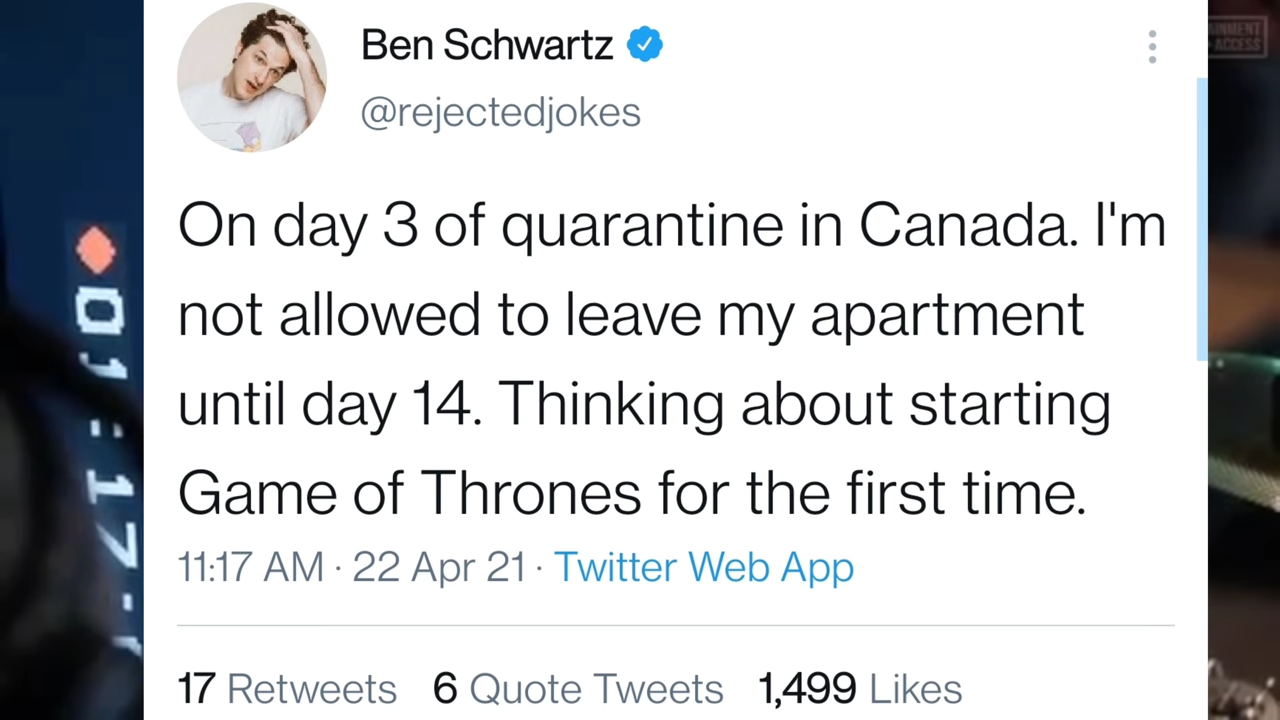 Ben Schwartz
@rejectedjokes
On day 3 of quarantine in Canada. I'm
not allowed to leave my apartment
until day 14. Thinking about starting
Game of Thrones for the first time.
11:17 AM · 22 Apr 21 · Twitter Web App
17 Retweets 6 Quote Tweets 1,499 Likes
ACCESS